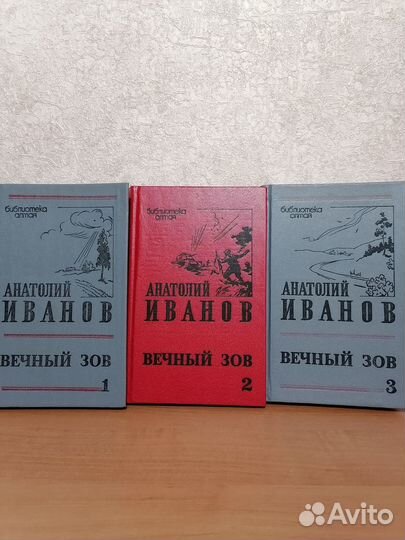 библиотека
алтая
АНАТОЛИЙ
ИВАНОВ
ВЕЧНЫЙ ЗОВ
1
библиотека
алтая
АНАТОЛИЙ
ИВАНОВ
ВЕЧНЫЙ ЗОВ
2
библиотека
алтая
АНАТОЛИЙ
ИВАНОВ
ВЕЧНЫЙ ЗОВ
3
Avito